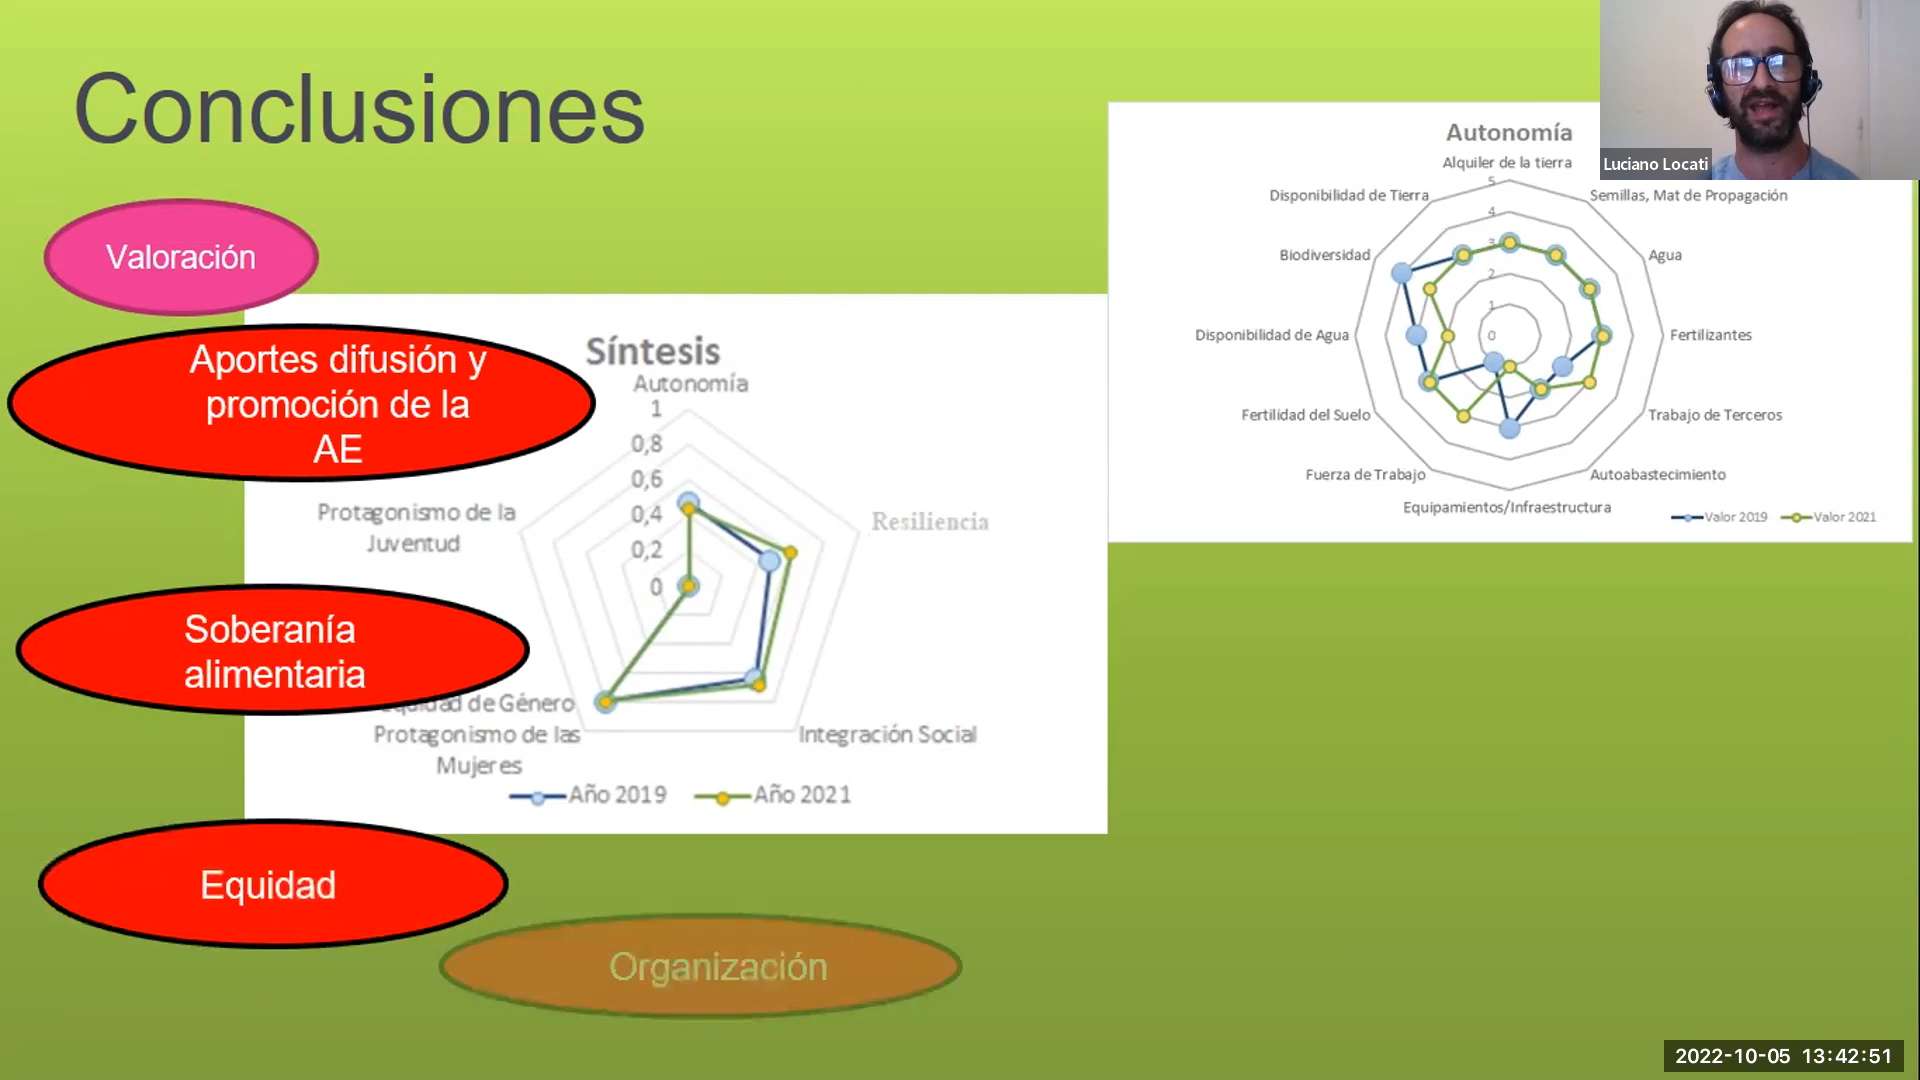 Conclusiones
Valoración
Aportes difusión y
promoción de la
AE
Soberanía
alimentaria
Equidad
Organización
Síntesis
Autonomía
1
0,8
0,6
0,4
0,2
0
Resiliencia
Integración Social
de Género
Protagonismo de las
Mujeres
Protagonismo de la
Juventud
Año 2019
Año 2021
Autonomía
Alquiler de la tierra
Semillas, Mat de Propagación
Agua
Fertilizantes
Trabajo de Terceros
Autoabastecimiento
Equipamientos/Infraestructura
Fuerza de Trabajo
Fertilidad del Suelo
Disponibilidad de Agua
Biodiversidad
Disponibilidad de Tierra
5
4
3
2
1
0
Valor 2019
Valor 2021
Luciano Locati
2022-10-05 13:42:51